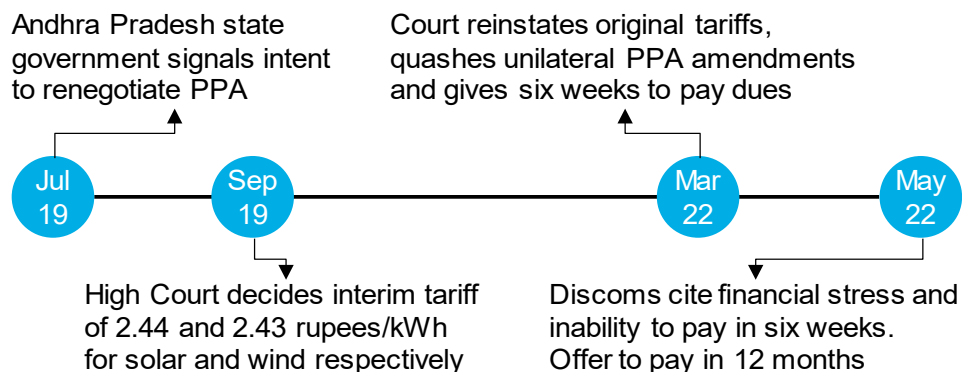 Andhra Pradesh state
government signals intent
to renegotiate PPA
Court reinstates original tariffs,
quashes unilateral PPA amendments
and gives six weeks to pay dues
Jul
19
Sep
19
Mar
22
May
22
High Court decides interim tariff
of 2.44 and 2.43 rupees/kWh
for solar and wind respectively
Discoms cite financial stress and
inability to pay in six weeks.
Offer to pay in 12 months